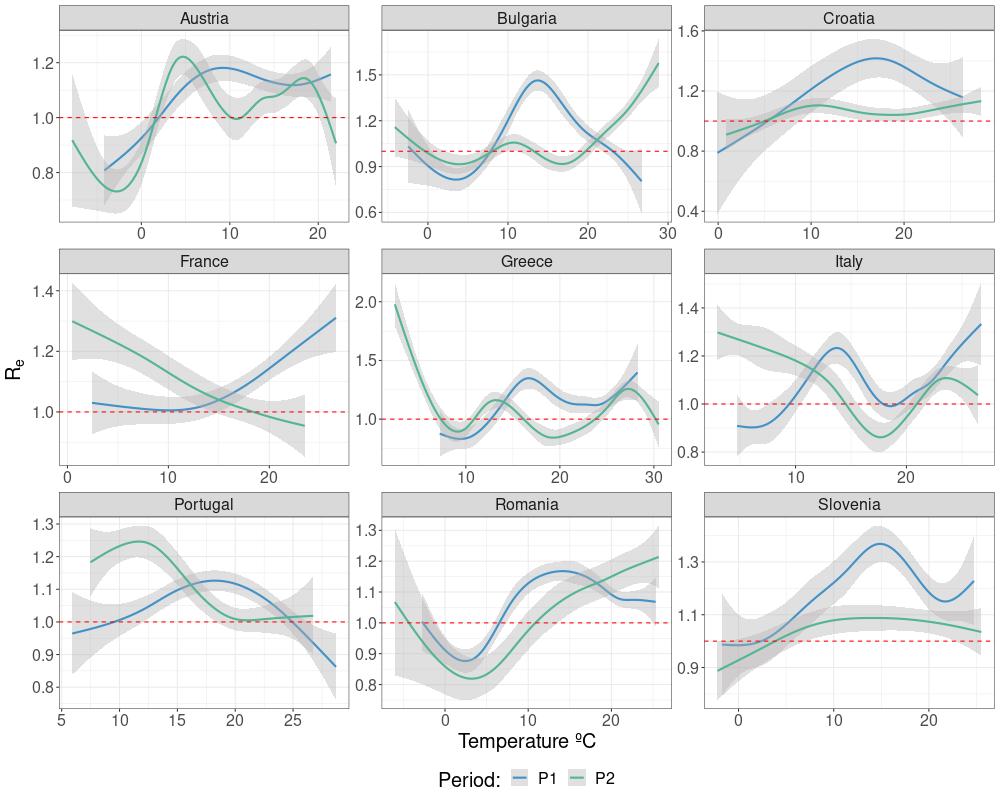 Austria Bulgaria Croatia
1.2
1.0
0.8
0 10 20
1.5
1.2
0.9
0.6
0 10 20 30
1.6
1.2
0.8
0.4
0 10 20
France Greece Italy
1.4
1.2
1.0
0 10 20
2.0
1.5
1.0
10 20 30
1.4
1.2
1.0
0.8
10 20
Portugal Romania Slovenia
1.3
1.2
1.1
1.0
0.9
0.8
5 10 15 20 25
1.3
1.2
1.1
1.0
0.9
0.8
0 10 20
1.3
1.1
0.9
0 10 20
Re
Temperature ºC
Period: P1 P2